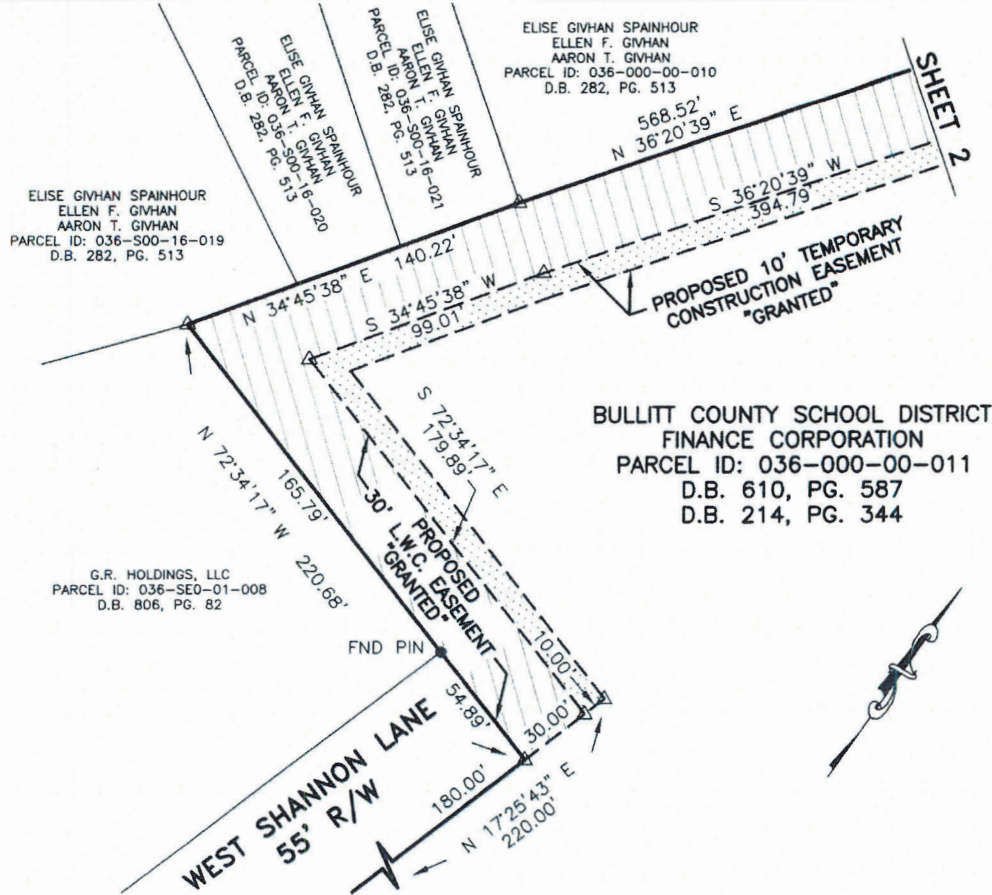 ELISE GIVHAN SPAINHOUR
ELLEN F. GIVHAN
AARON T. GIVHAN
PARCEL ID: 036-000-00-010
D.B. 282, PG. 513
SHEET 2
ELISE GIVHAN SPAINHOUR
ELLEN F. GIVHAN
AARON T. GIVHAN
PARCEL ID: 036-S00-16-021
D.B. 282, PG. 513
ELISE GIVHAN SPAINHOUR
ELLEN F. GIVHAN
AARON T. GIVHAN
PARCEL ID: 036-S00-16-020
D.B. 282, PG. 513
ELISE GIVHAN SPAINHOUR
ELLEN F. GIVHAN
AARON T. GIVHAN
PARCEL ID: 036-S00-16-019
D.B. 282, PG. 513
568.52'
N 36°20'39" E
S 36°20'39" W
394.79'
N 34°45'38" E 140.22'
S 34°45'38" W
99.01'
PROPOSED 10' TEMPORARY
CONSTRUCTION EASEMENT
"GRANTED"
BULLITT COUNTY SCHOOL DISTRICT
FINANCE CORPORATION
PARCEL ID: 036-000-00-011
D.B. 610, PG. 587
D.B. 214, PG. 344
S 72°34'17" E
179.89'
165.79'
N 72°34'17" W 220.68'
PROPOSED
30' L.W.C. EASEMENT
"GRANTED"
G.R. HOLDINGS, LLC
PARCEL ID: 036-SE0-01-008
D.B. 806, PG. 82
FND PIN
54.89'
10.00'
30.00'
WEST SHANNON LANE
55' R/W
180.00'
N 17°25'43" E
220.00'